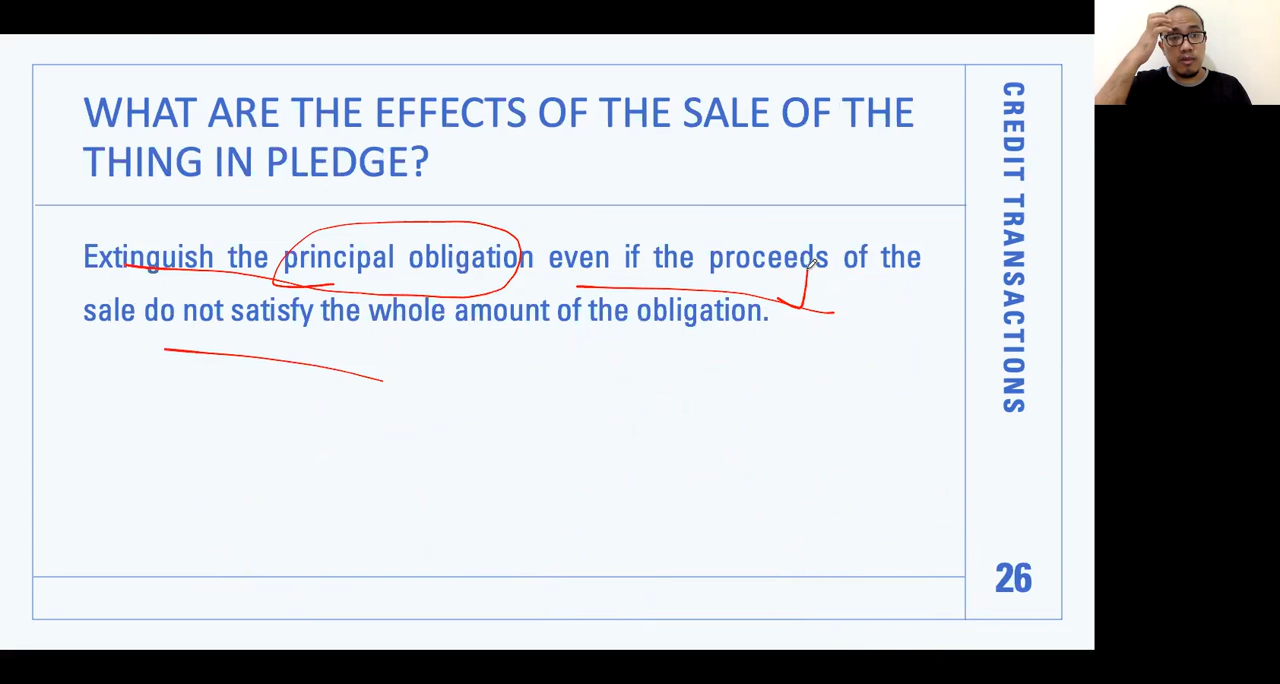 WHAT ARE THE EFFECTS OF THE SALE OF THE
THING IN PLEDGE?
Extinguish the principal obligation even if the proceeds of the
sale do not satisfy the whole amount of the obligation.
CREDIT TRANSACTIONS
26